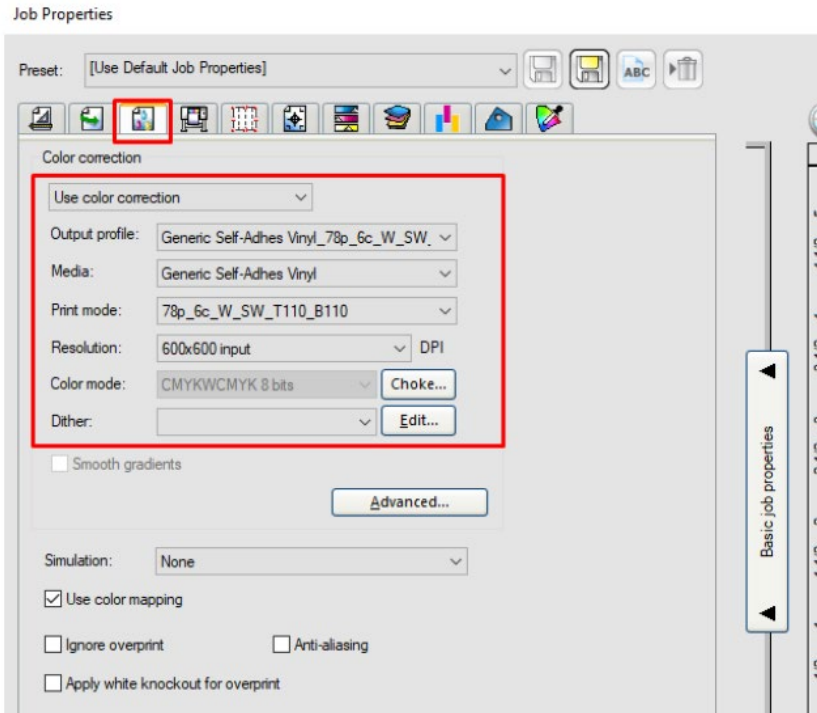 Job Properties
Preset: [Use Default Job Properties]
ABC
Color correction
Use color correction
Output profile: Generic Self-Adhes Vinyl_78p_6c_W_SW_
Media: Generic Self-Adhes Vinyl
Print mode: 78p_6c_W_SW_T110_B110
Resolution: 600x600 input DPI
Color mode: CMYKWCMYK 8 bits Choke...
Dither: Edit...
Smooth gradients
Advanced...
Simulation: None
Use color mapping
Ignore overprint Anti-aliasing
Apply white knockout for overprint
Basic job properties